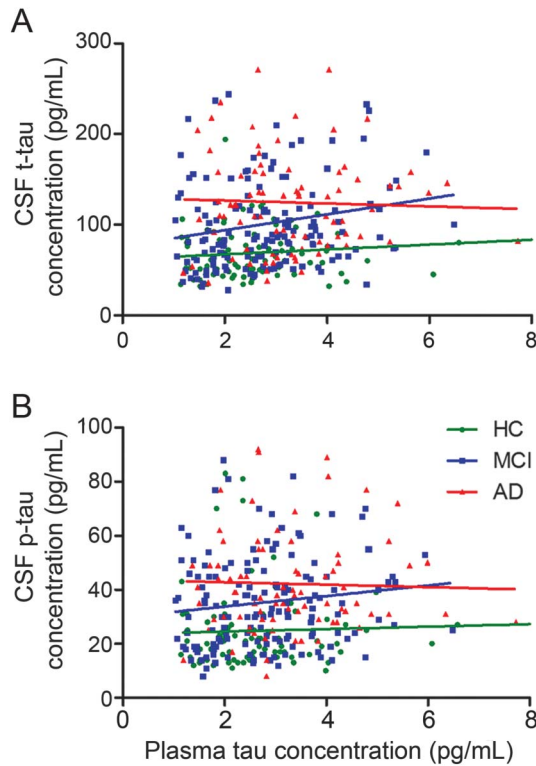 A
300
200
100
0
CSF t-tau
concentration (pg/mL)
0 2 4 6 8
B
100
80
60
40
20
0
CSF p-tau
concentration (pg/mL)
HC
MCI
AD
0 2 4 6 8
Plasma tau concentration (pg/mL)